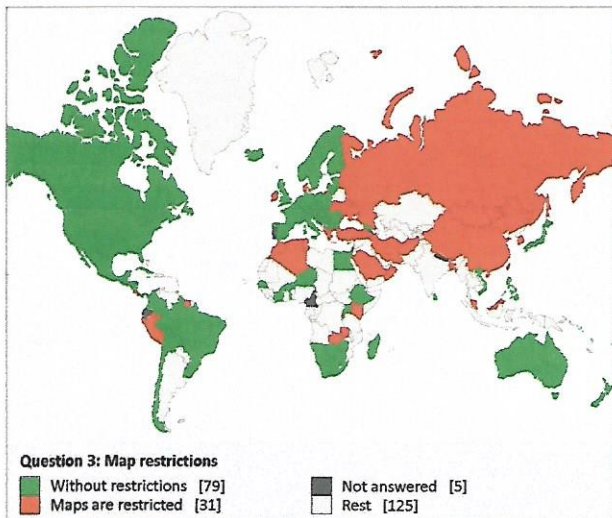 Question 3: Map restrictions
Without restrictions [79]
Maps are restricted [31]
Not answered [5]
Rest [125]